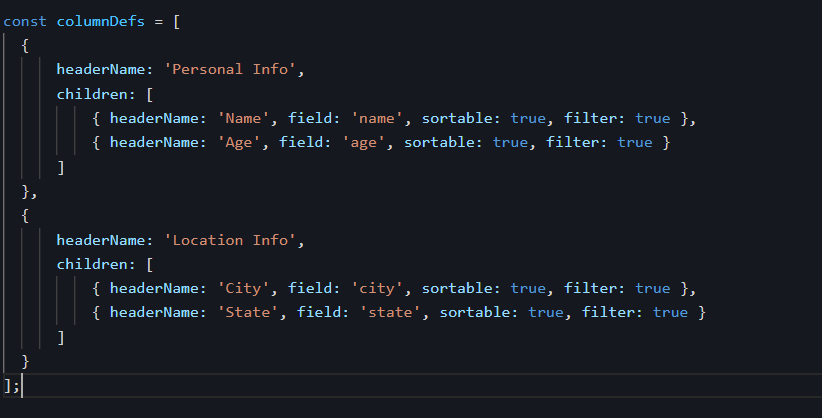 const columnDefs = [
  {
      headerName: 'Personal Info',
      children: [
          { headerName: 'Name', field: 'name', sortable: true, filter: true },
          { headerName: 'Age', field: 'age', sortable: true, filter: true }
      ]
  },
  {
      headerName: 'Location Info',
      children: [
          { headerName: 'City', field: 'city', sortable: true, filter: true },
          { headerName: 'State', field: 'state', sortable: true, filter: true }
      ]
  }
];